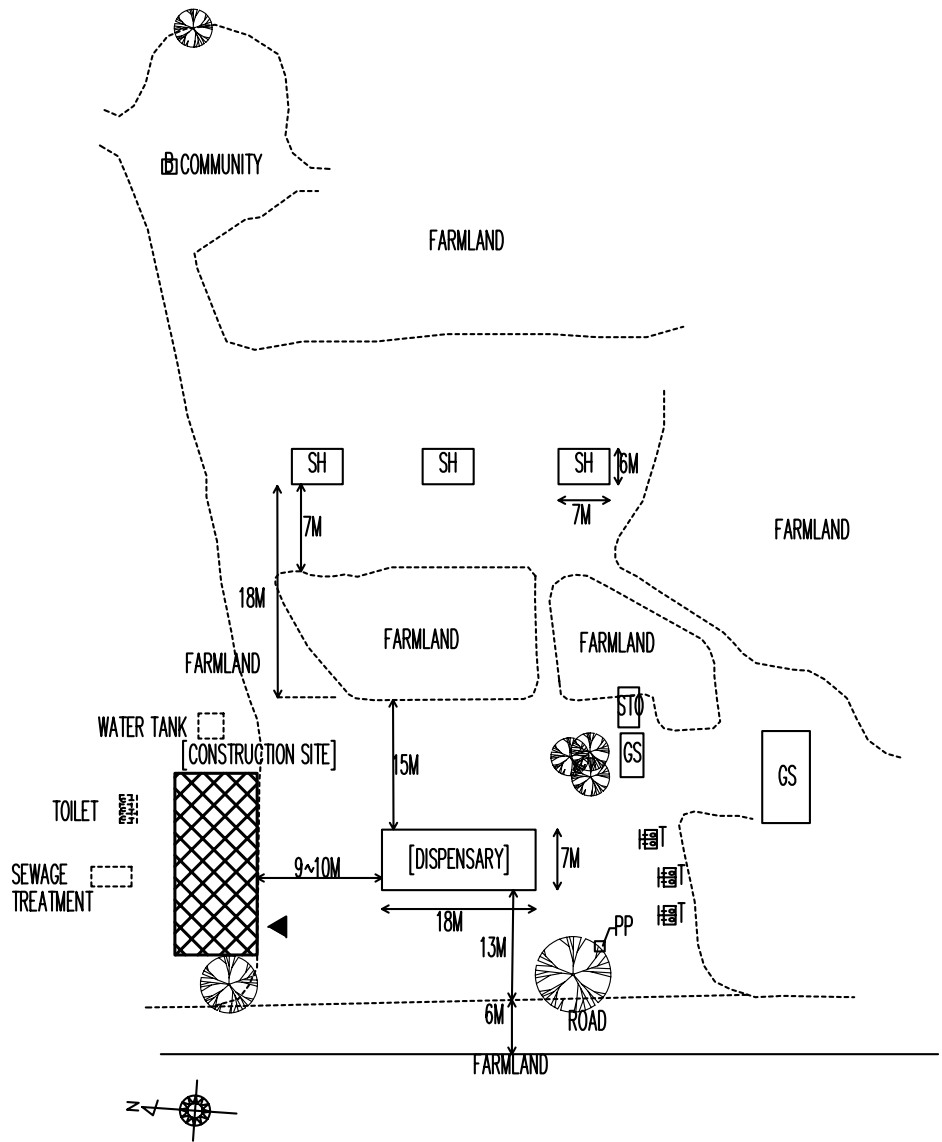 B COMMUNITY
FARMLAND
SH
SH
SH
6M
7M
7M
FARMLAND
18M
FARMLAND
FARMLAND
FARMLAND
STO
WATER TANK
[CONSTRUCTION SITE]
GS
15M
GS
TOILET
T
[DISPENSARY]
7M
9~10M
SEWAGE
TREATMENT
T
18M
T
PP
13M
6M
ROAD
FARMLAND
N